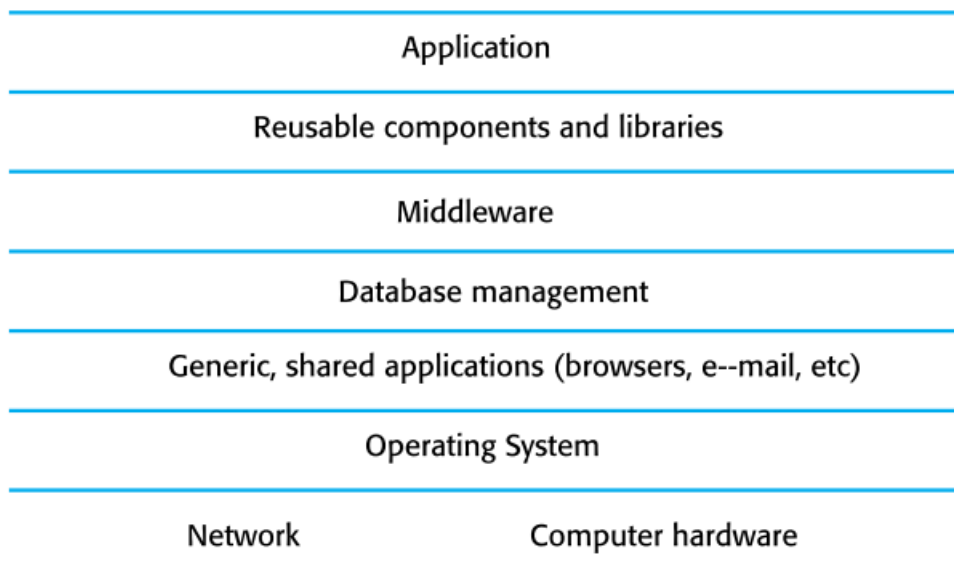 Application
Reusable components and libraries
Middleware
Database management
Generic, shared applications (browsers, e--mail, etc)
Operating System
Network Computer hardware